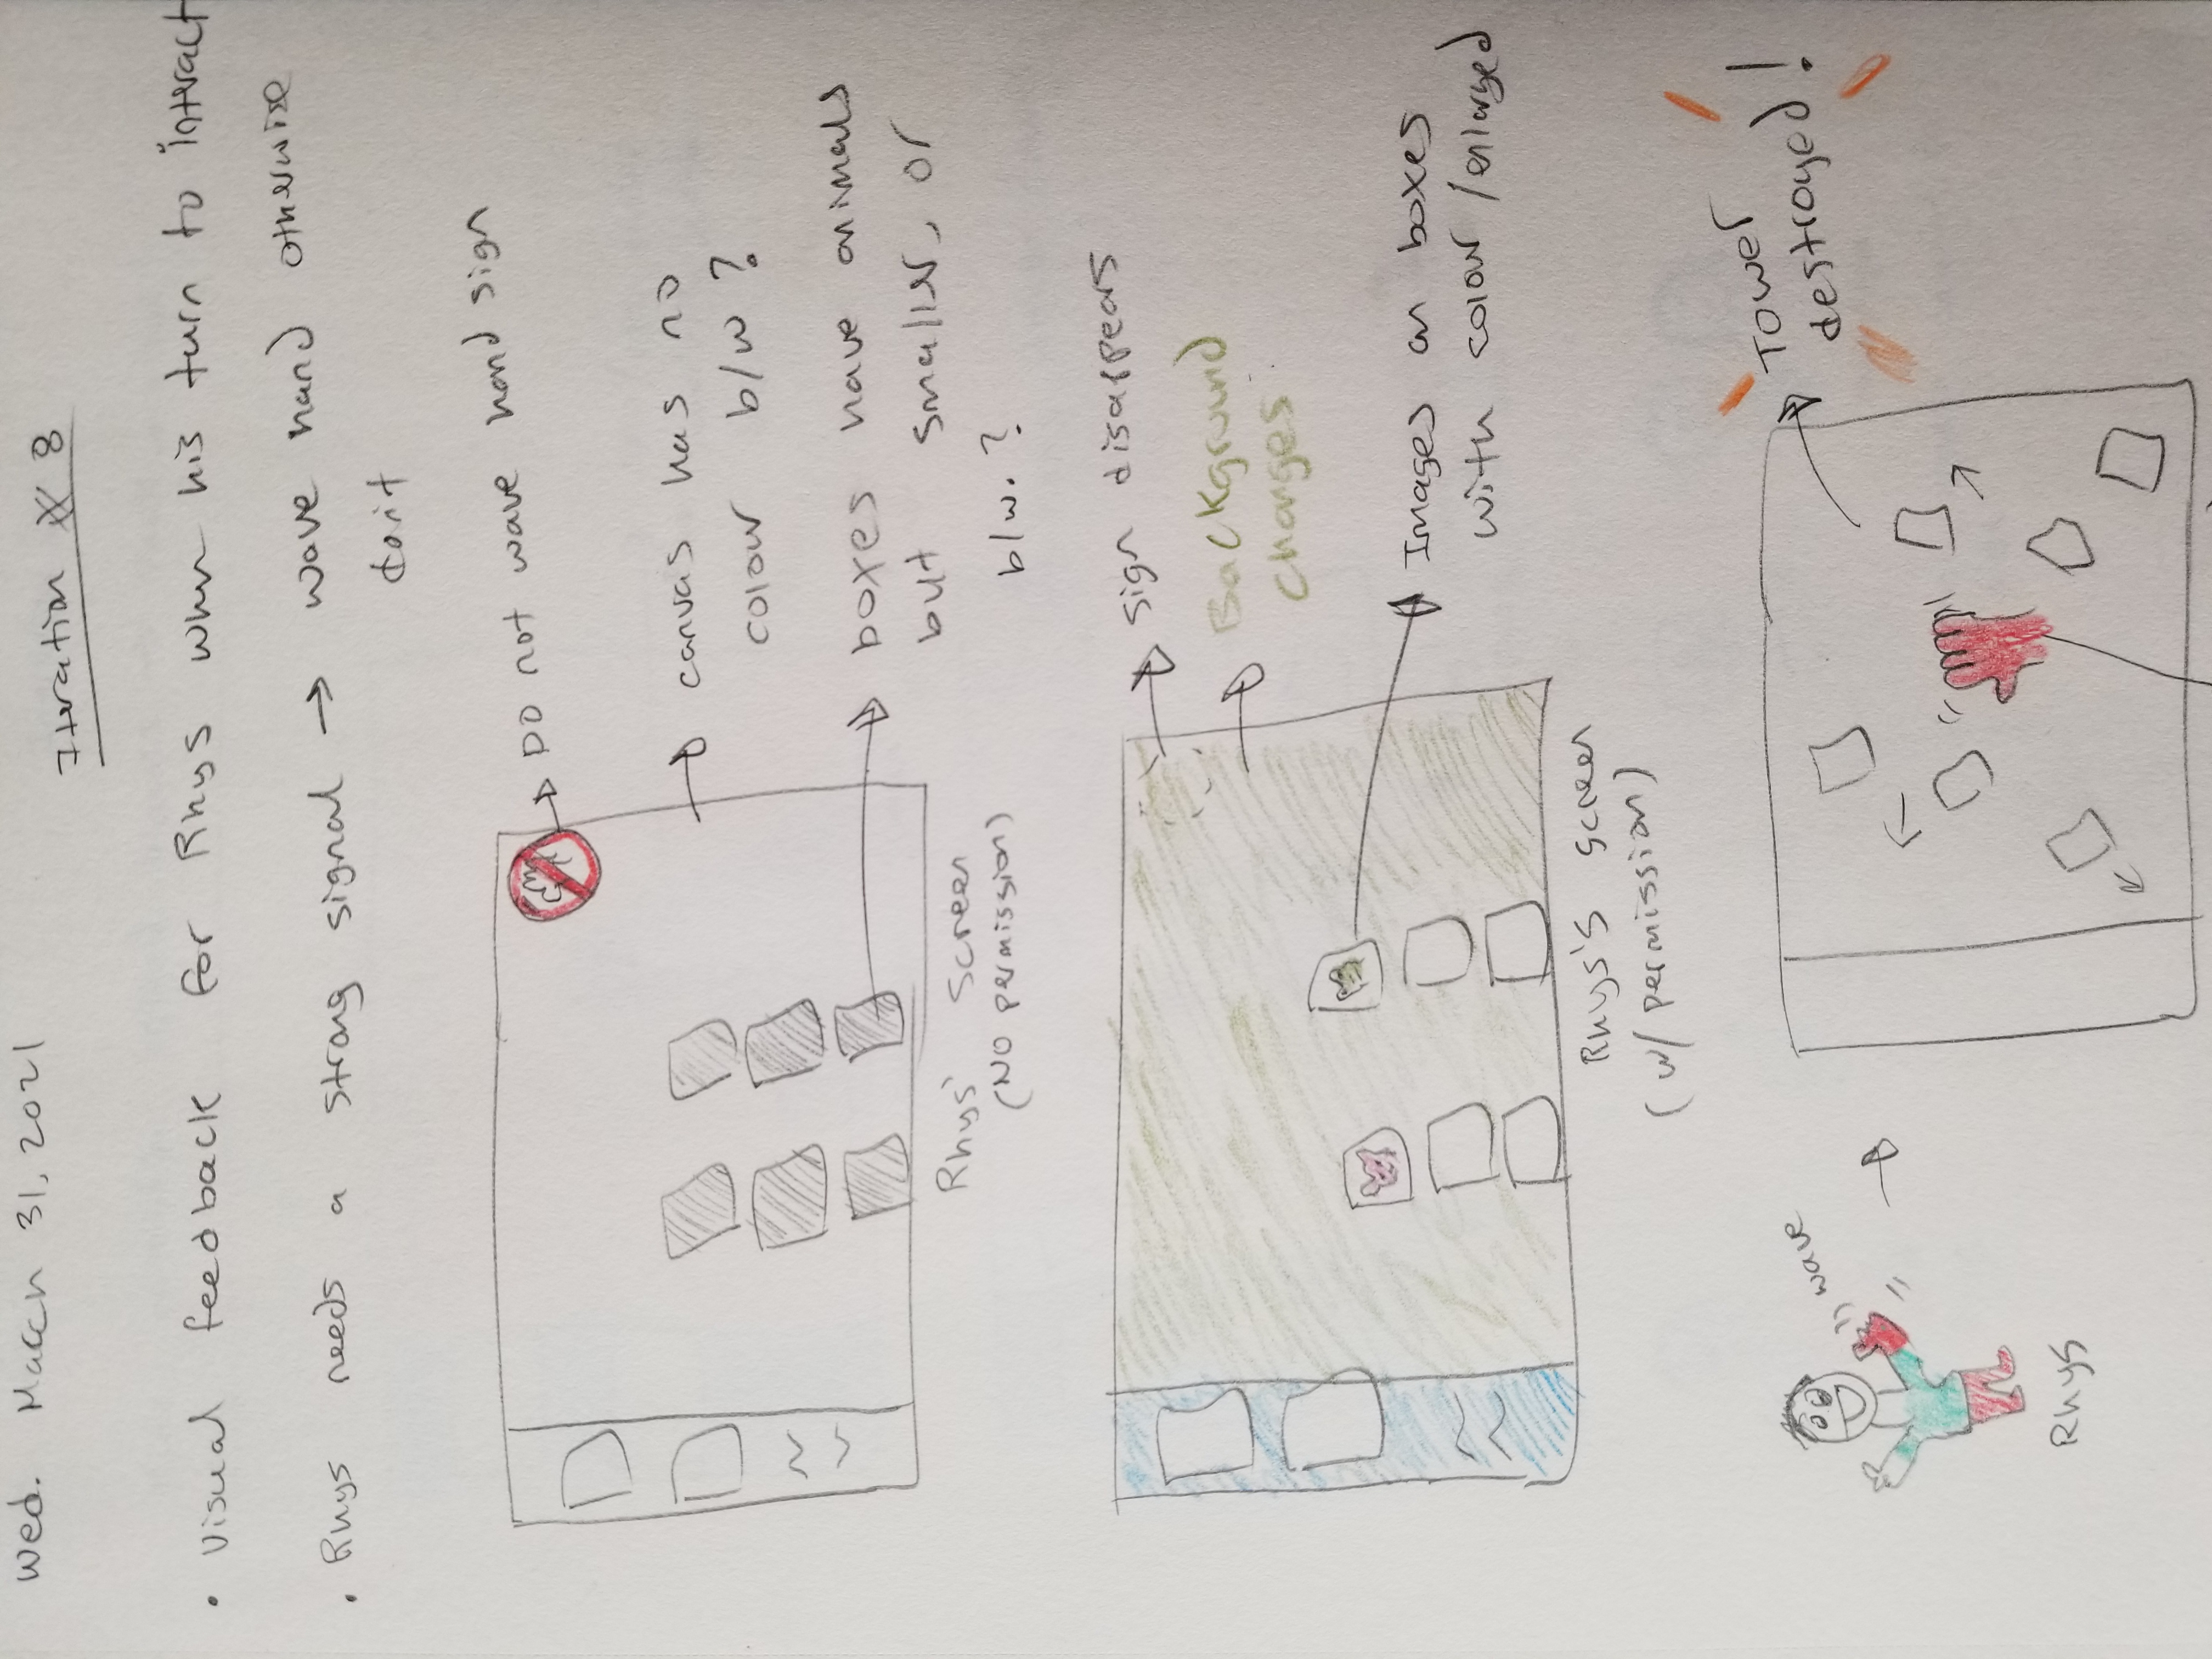 Wed. March 31, 2021
Iteration # 8
• Visual feedback for Rhys when his turn to interact
• Rhys needs a strong signal → wave hand otherwise
don't
Do not wave hand sign
canvas has no
colour b/w ?
boxes have animals
but smaller, or
b/w. ?
Rhys' Screen
(NO permission)
sign disappears
Background
changes
Images on boxes
with colour /enlarged
Rhys's screen
(w/ permission)
Tower
destroyed!
wave
Rhys